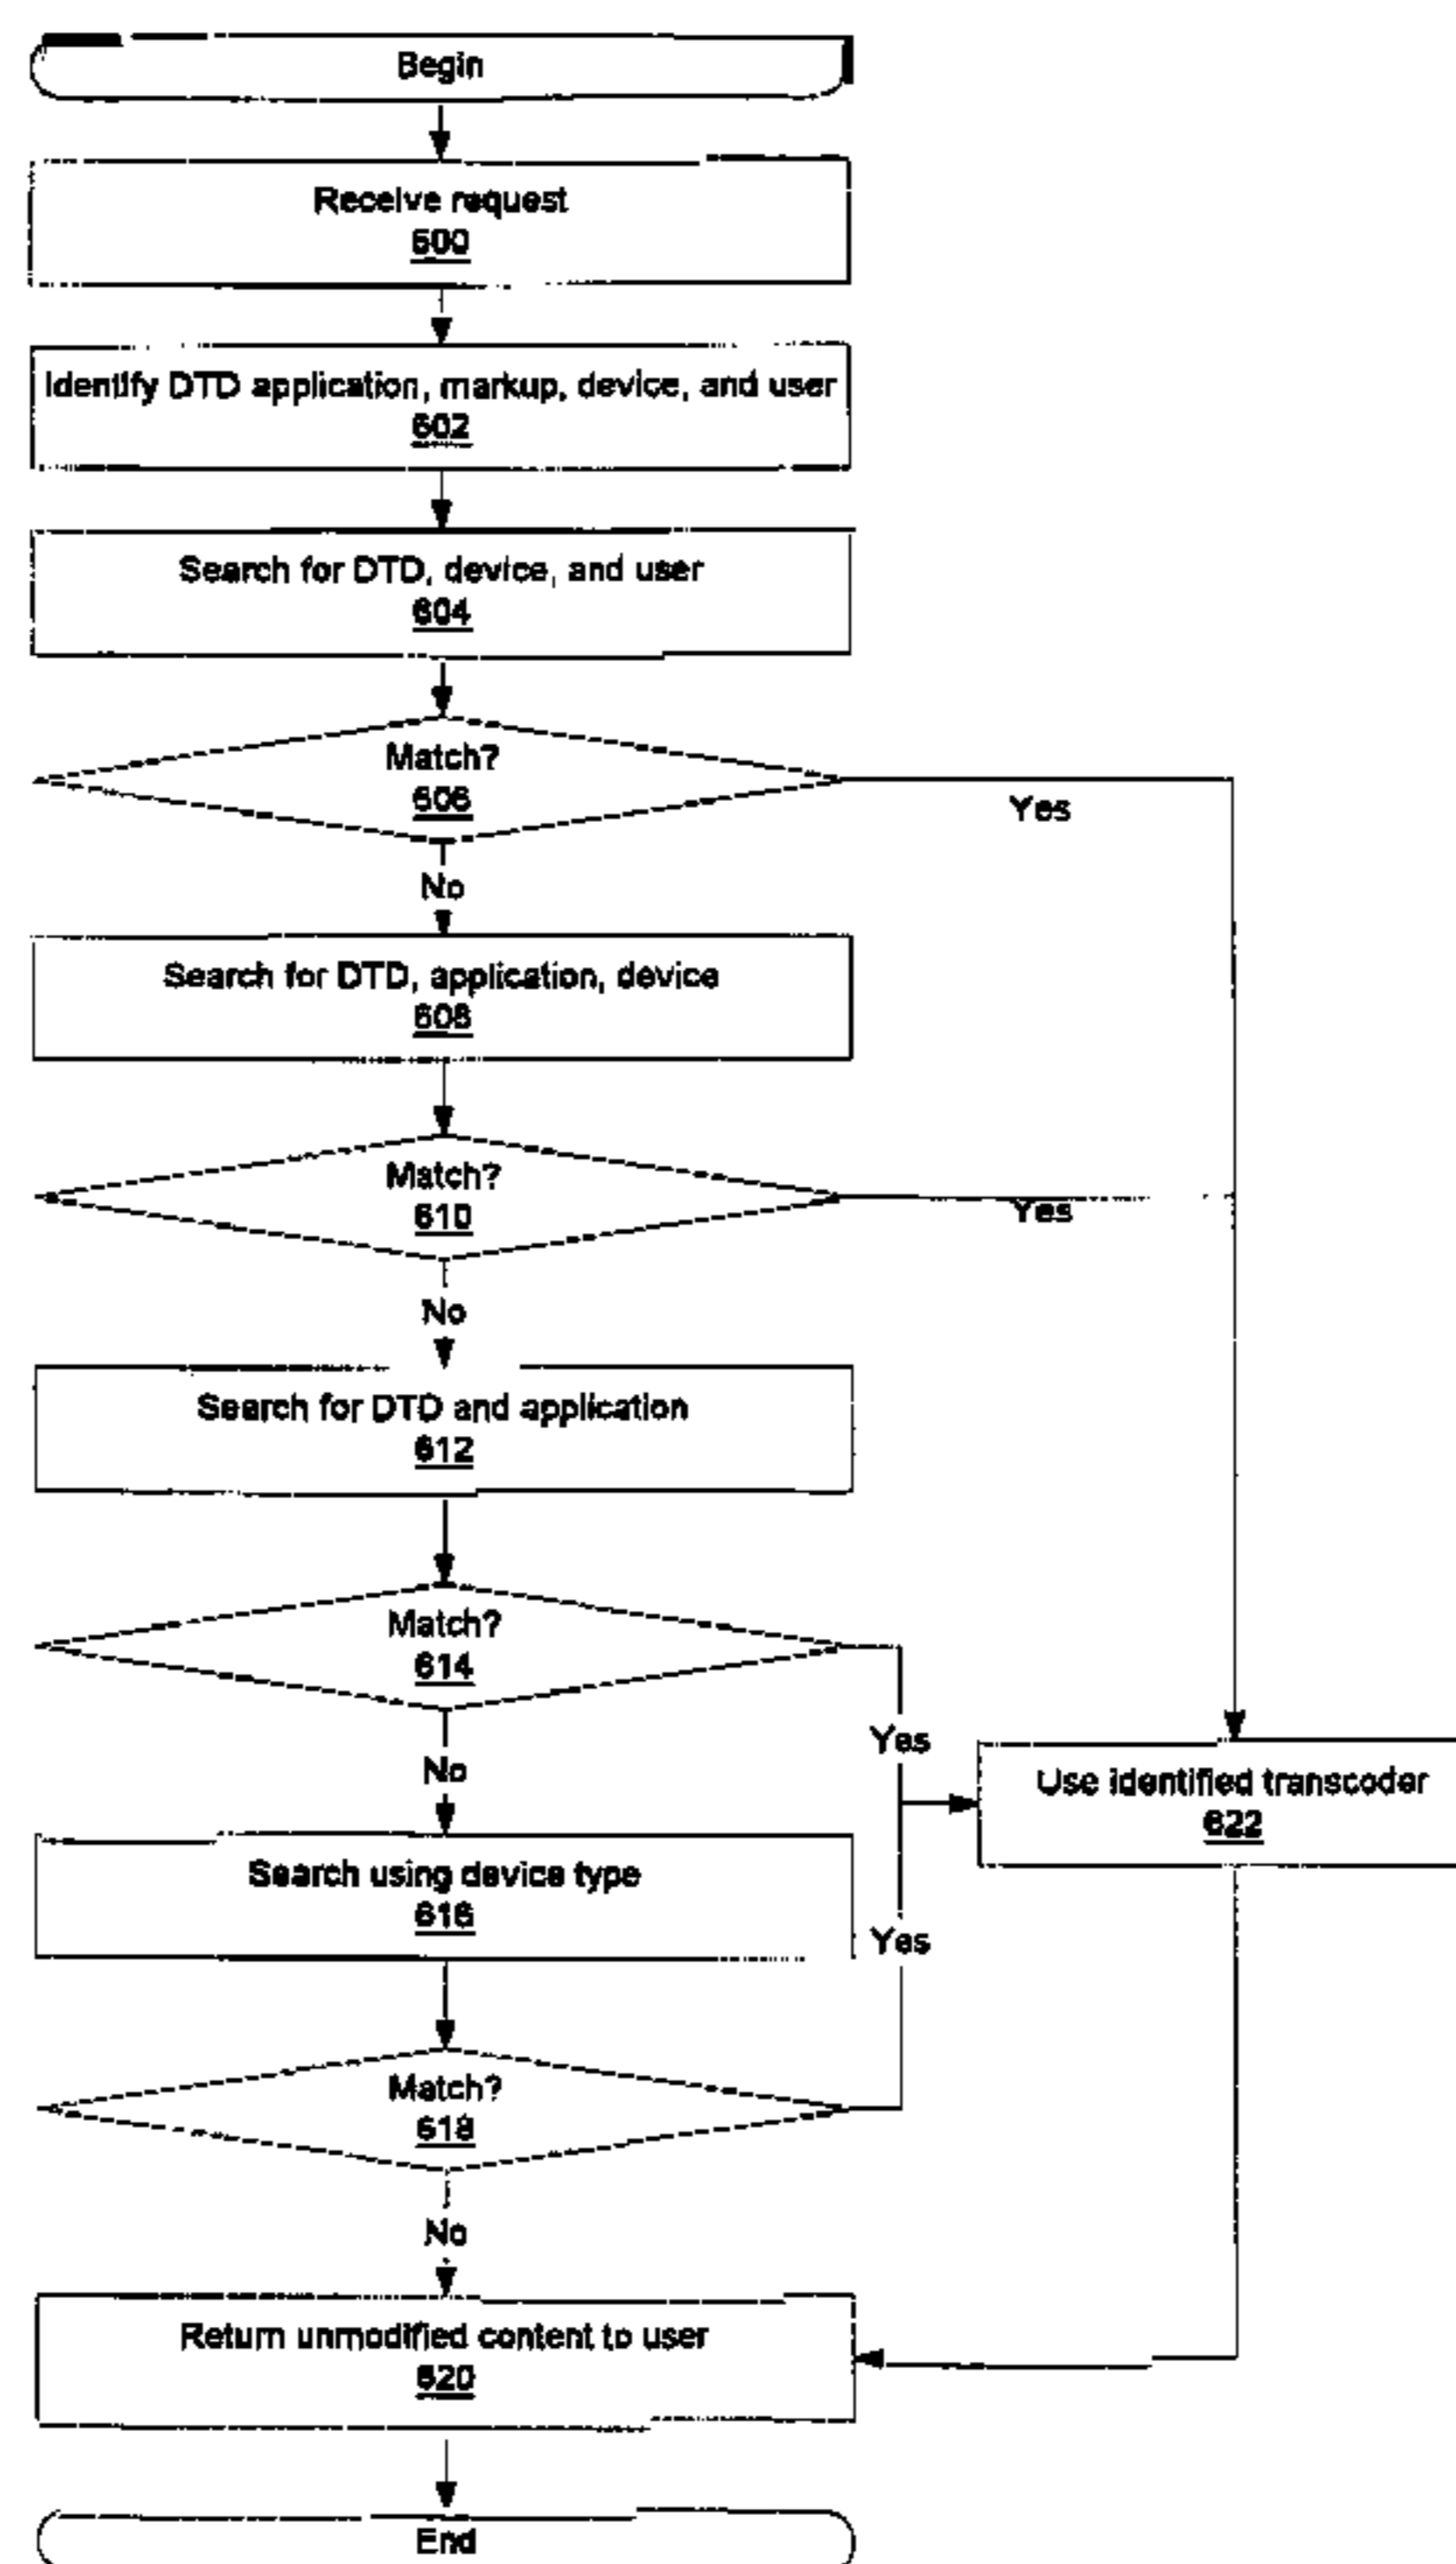 Begin
Receive request
600
Identify DTD application, markup, device, and user
602
Search for DTD, device, and user
604
Match?
606
Yes
No
Search for DTD, application, device
608
Match?
610
Yes
No
Search for DTD and application
612
Match?
614
Yes
No
Use identified transcoder
622
Search using device type
616
Yes
Match?
618
No
Return unmodified content to user
620
End